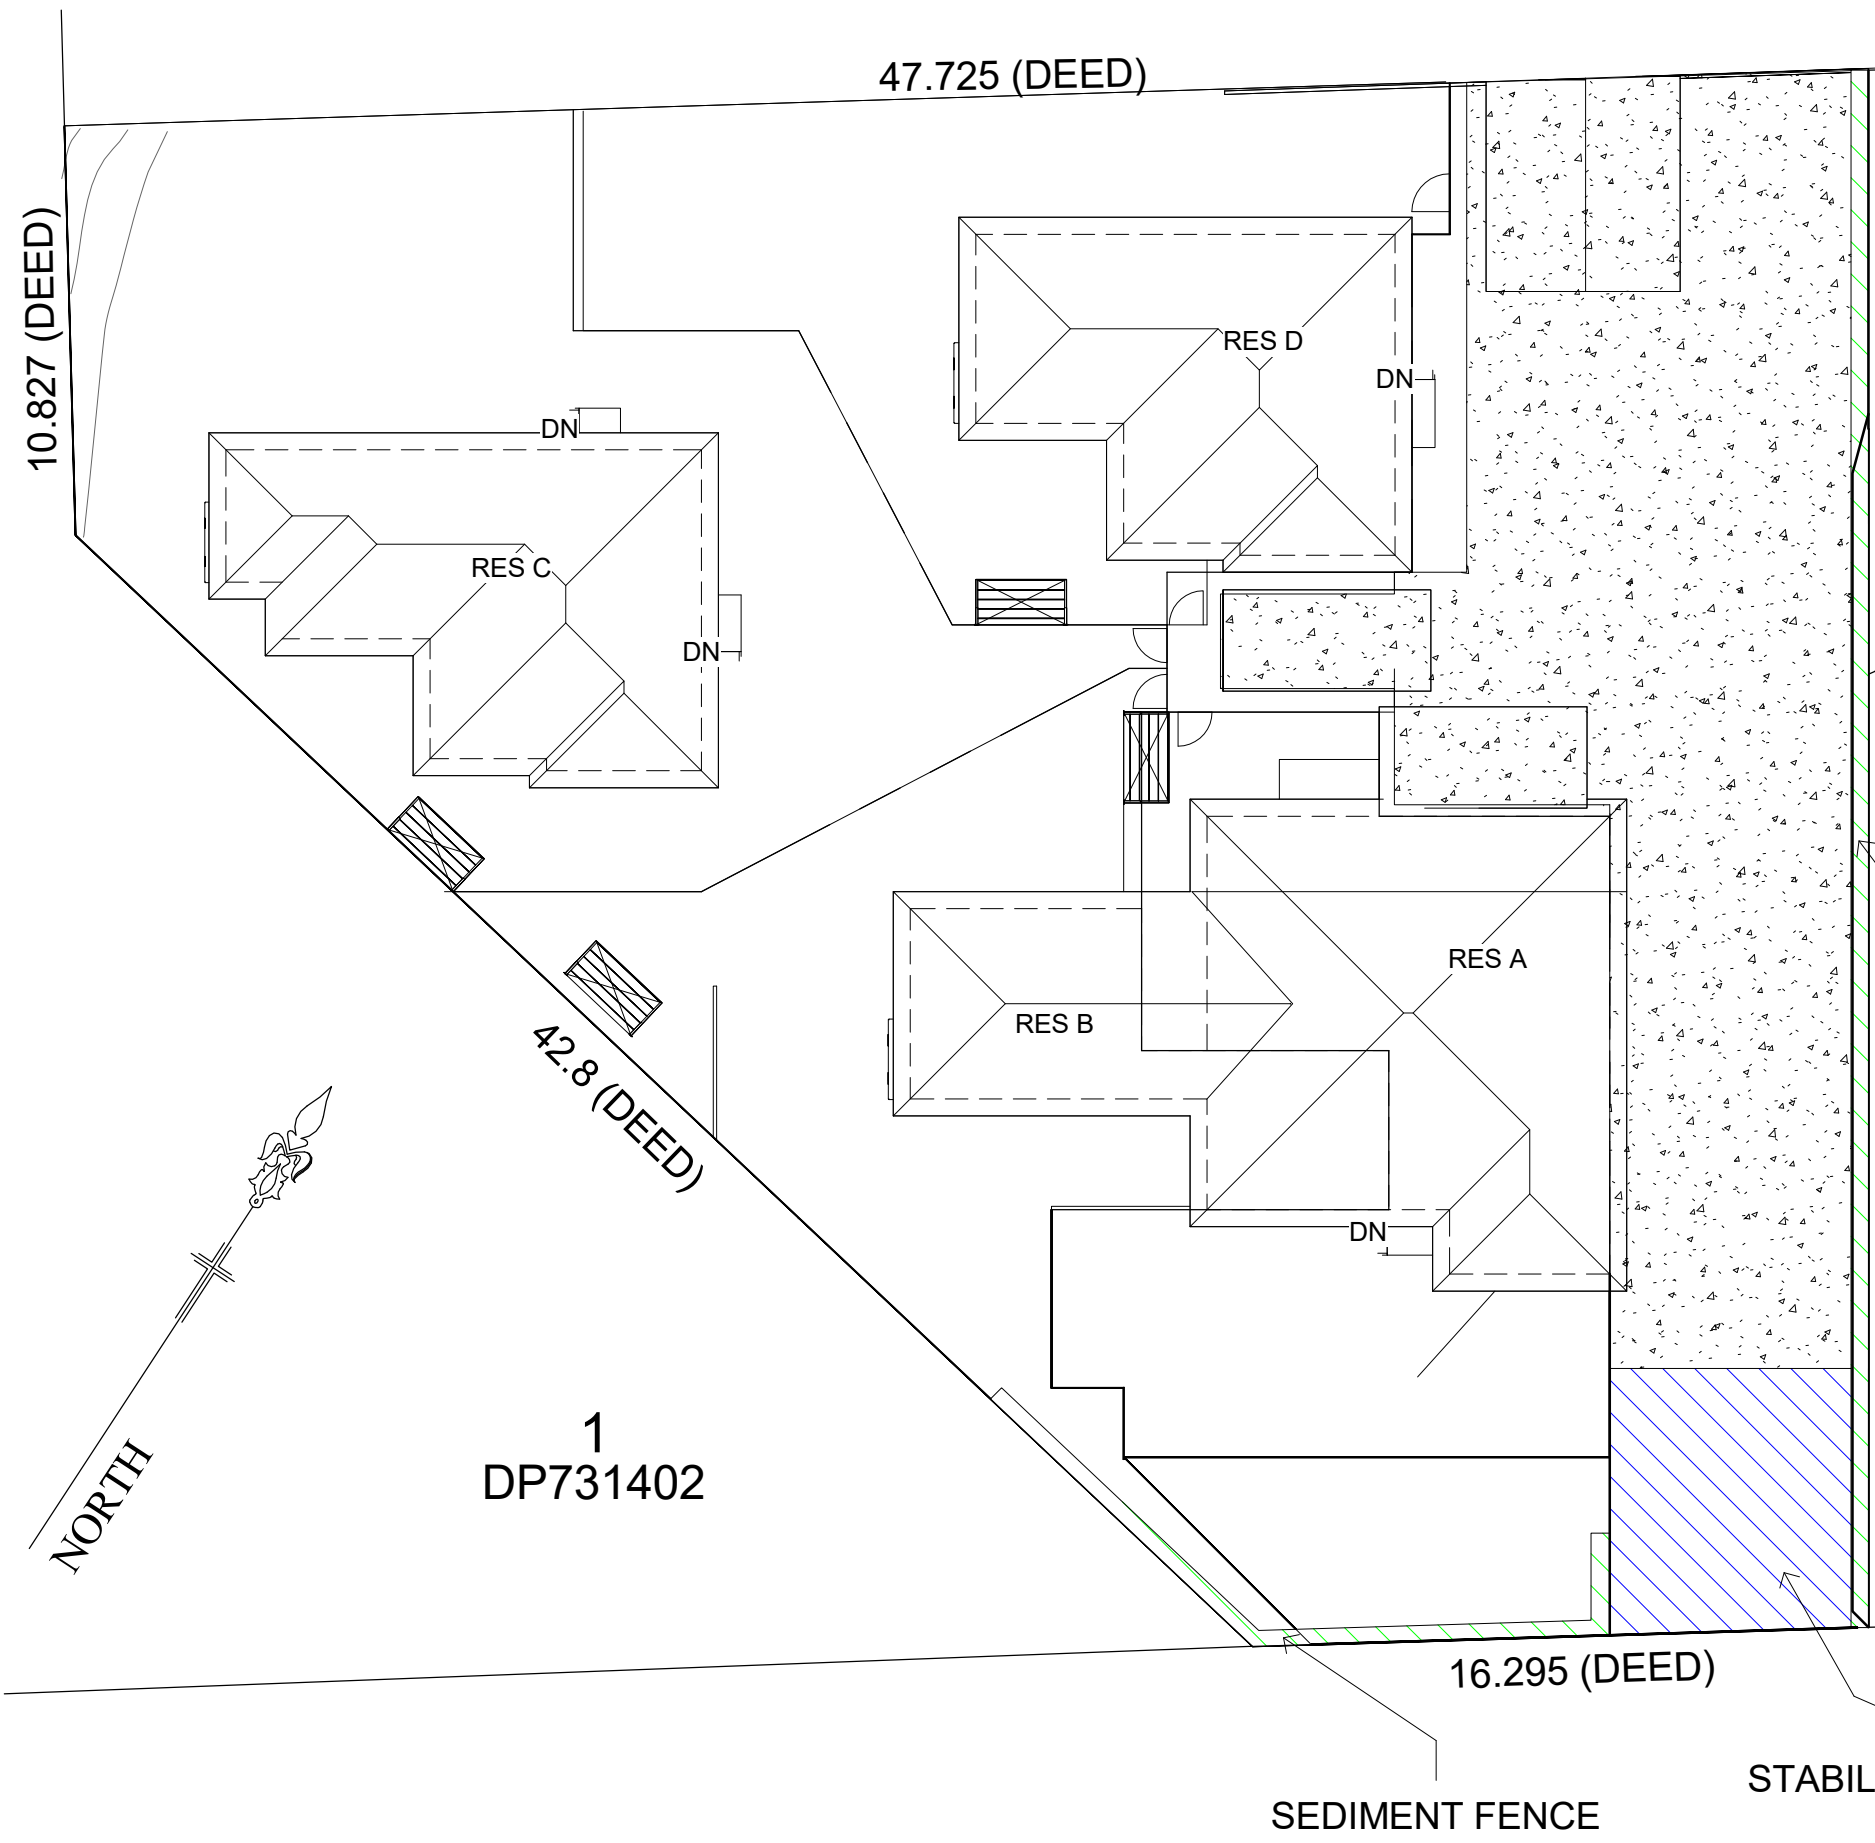 47.725 (DEED)
10.827 (DEED)
RES D
DN
DN
RES C
DN
RES A
RES B
42.8 (DEED)
DN
NORTH
1
DP731402
16.295 (DEED)
STABIL
SEDIMENT FENCE